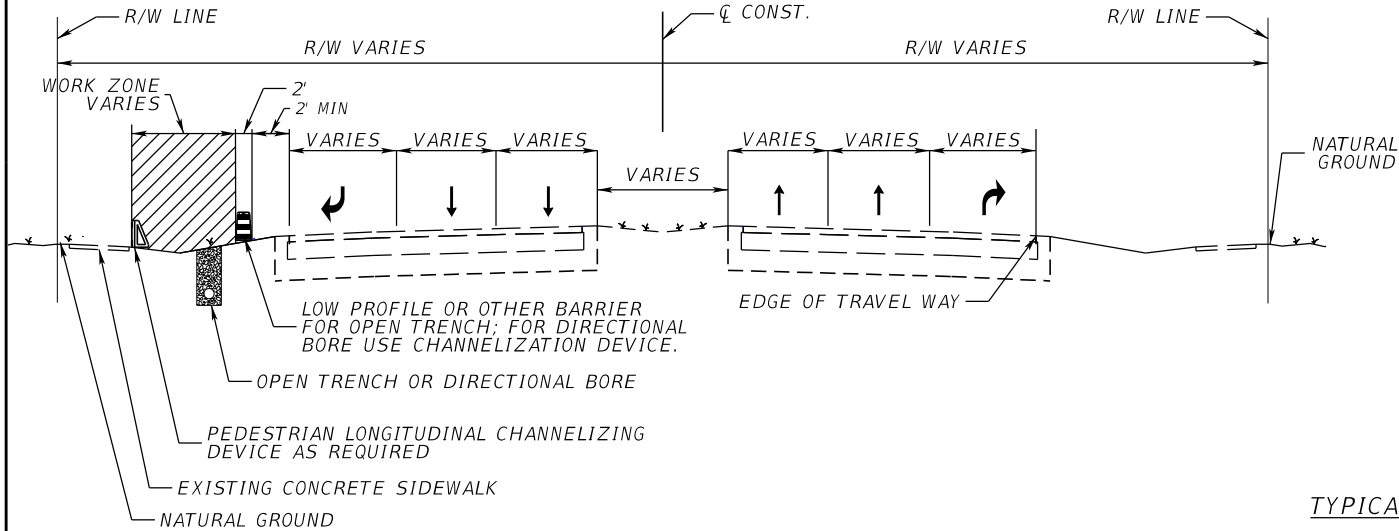 R/W LINE
℄ CONST.
R/W LINE
R/W VARIES
R/W VARIES
WORK ZONE
VARIES
2'
2' MIN
VARIES
VARIES
VARIES
VARIES
VARIES
VARIES
VARIES
NATURAL
GROUND
EDGE OF TRAVEL WAY
LOW PROFILE OR OTHER BARRIER
FOR OPEN TRENCH; FOR DIRECTIONAL
BORE USE CHANNELIZATION DEVICE.
OPEN TRENCH OR DIRECTIONAL BORE
PEDESTRIAN LONGITUDINAL CHANNELIZING
DEVICE AS REQUIRED
EXISTING CONCRETE SIDEWALK
NATURAL GROUND
TYPICA